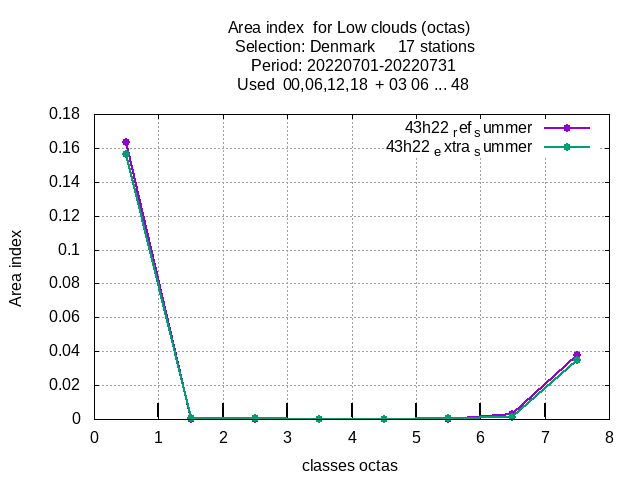 Area index for Low clouds (octas)
Selection: Denmark 17 stations
Period: 20220701-20220731
Used 00,06,12,18 + 03 06 ... 48
43h22 ref summer
43h22 extra summer
0.18
0.16
0.14
0.12
0.1
0.08
0.06
0.04
0.02
0
Area index
0 1 2 3 4 5 6 7 8
classes octas